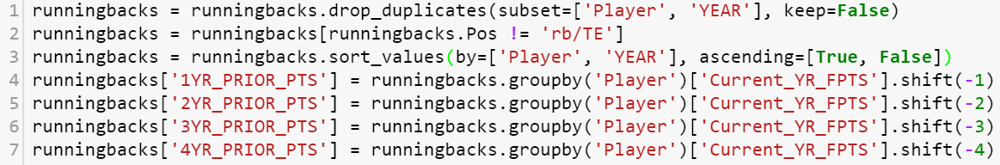 1 runningbacks = runningbacks.drop_duplicates(subset=['Player', 'YEAR'], keep=False)
2 runningbacks = runningbacks[runningbacks.Pos != 'rb/TE']
3 runningbacks = runningbacks.sort_values(by=['Player', 'YEAR'], ascending=[True, False])
4 runningbacks['1YR_PRIOR_PTS'] = runningbacks.groupby('Player')['Current_YR_FPTS'].shift(-1)
5 runningbacks['2YR_PRIOR_PTS'] = runningbacks.groupby('Player')['Current_YR_FPTS'].shift(-2)
6 runningbacks['3YR_PRIOR_PTS'] = runningbacks.groupby('Player')['Current_YR_FPTS'].shift(-3)
7 runningbacks['4YR_PRIOR_PTS'] = runningbacks.groupby('Player')['Current_YR_FPTS'].shift(-4)